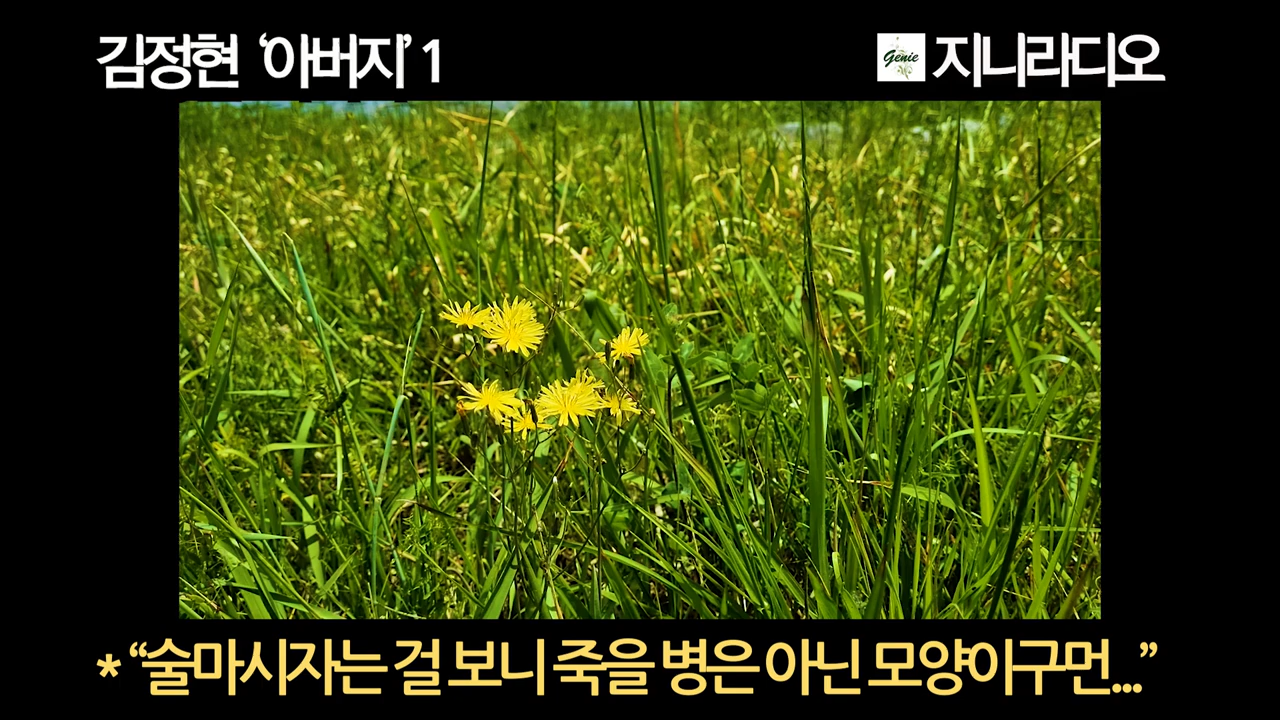 김정현 ‘아버지’ 1
Genie 지니라디오
* “술마시자는 걸 보니 죽을 병은 아닌 모양이구먼...”